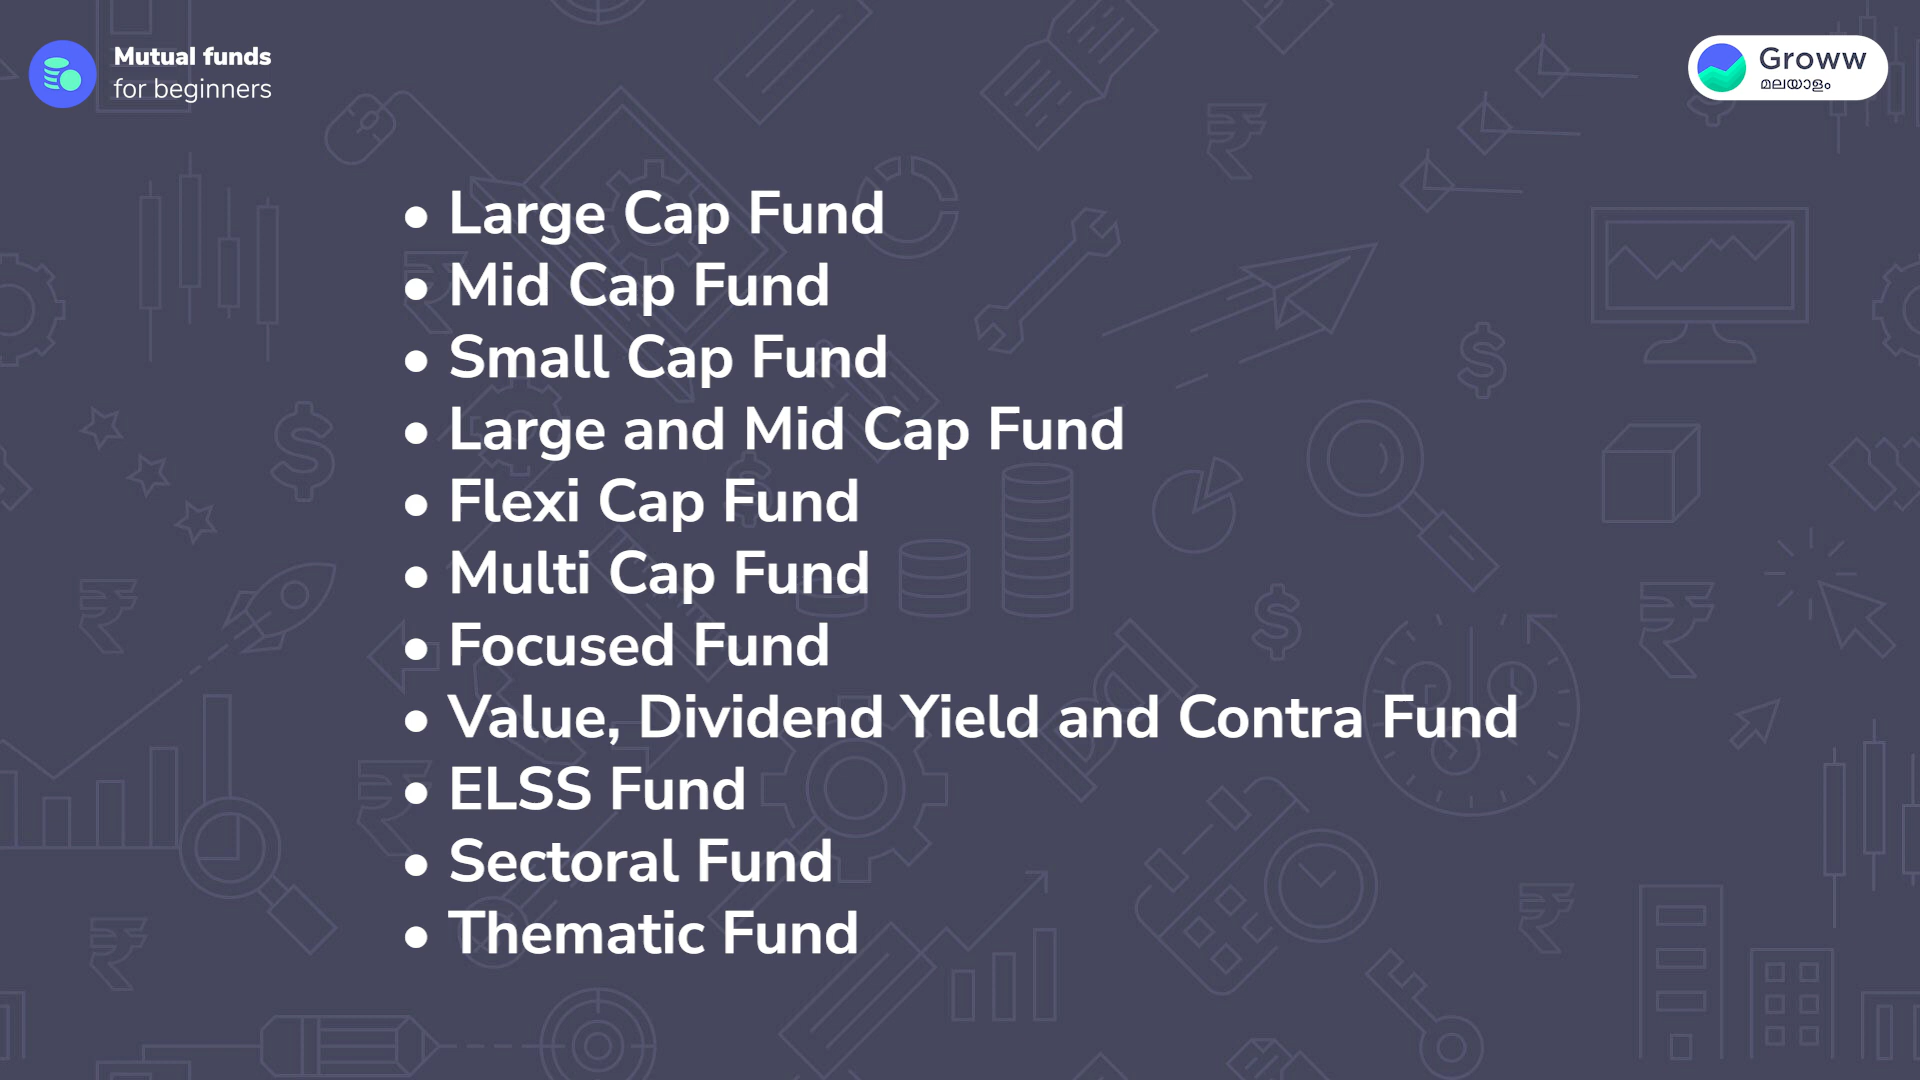 Mutual funds
for beginners
Groww
മലയാളം
• Large Cap Fund
• Mid Cap Fund
• Small Cap Fund
• Large and Mid Cap Fund
• Flexi Cap Fund
• Multi Cap Fund
• Focused Fund
• Value, Dividend Yield and Contra Fund
• ELSS Fund
• Sectoral Fund
• Thematic Fund